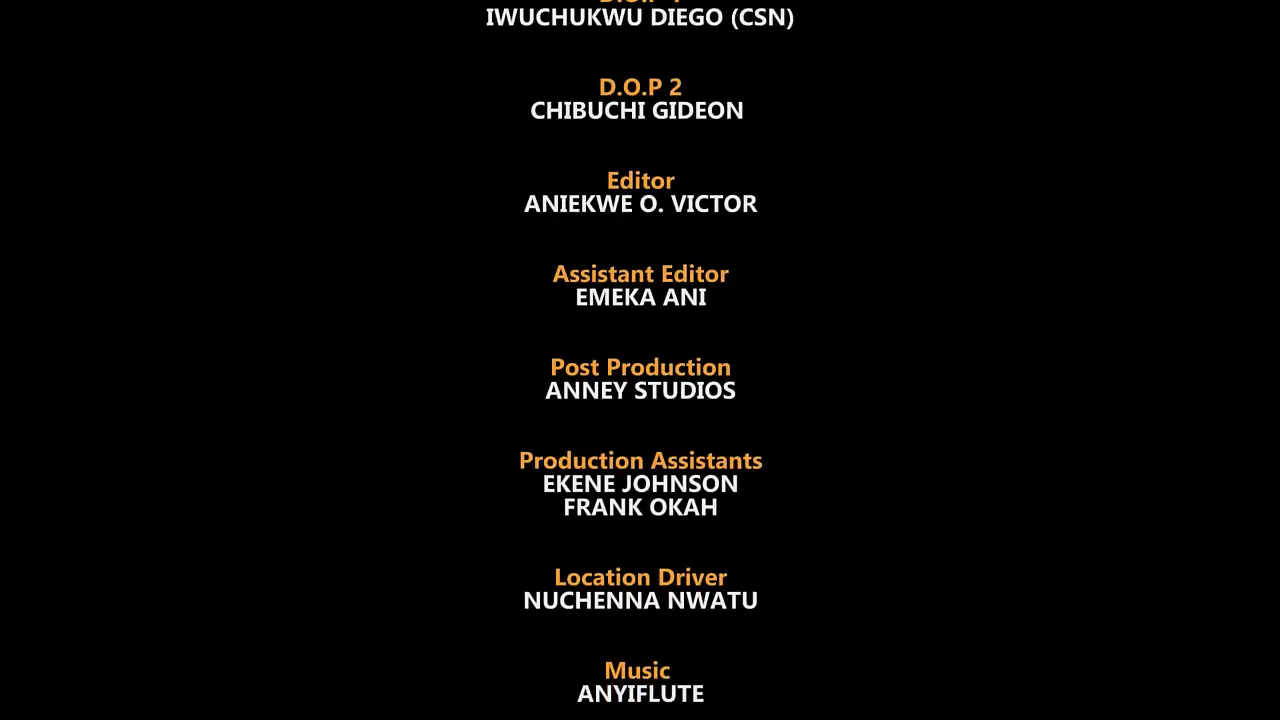 IWUCHUKWU DIEGO (CSN)
D.O.P 2
CHIBUCHI GIDEON
Editor
ANIEKWE O. VICTOR
Assistant Editor
EMEKA ANI
Post Production
ANNEY STUDIOS
Production Assistants
EKENE JOHNSON
FRANK OKAH
Location Driver
NUCHENNA NWATU
Music
ANYIFLUTE